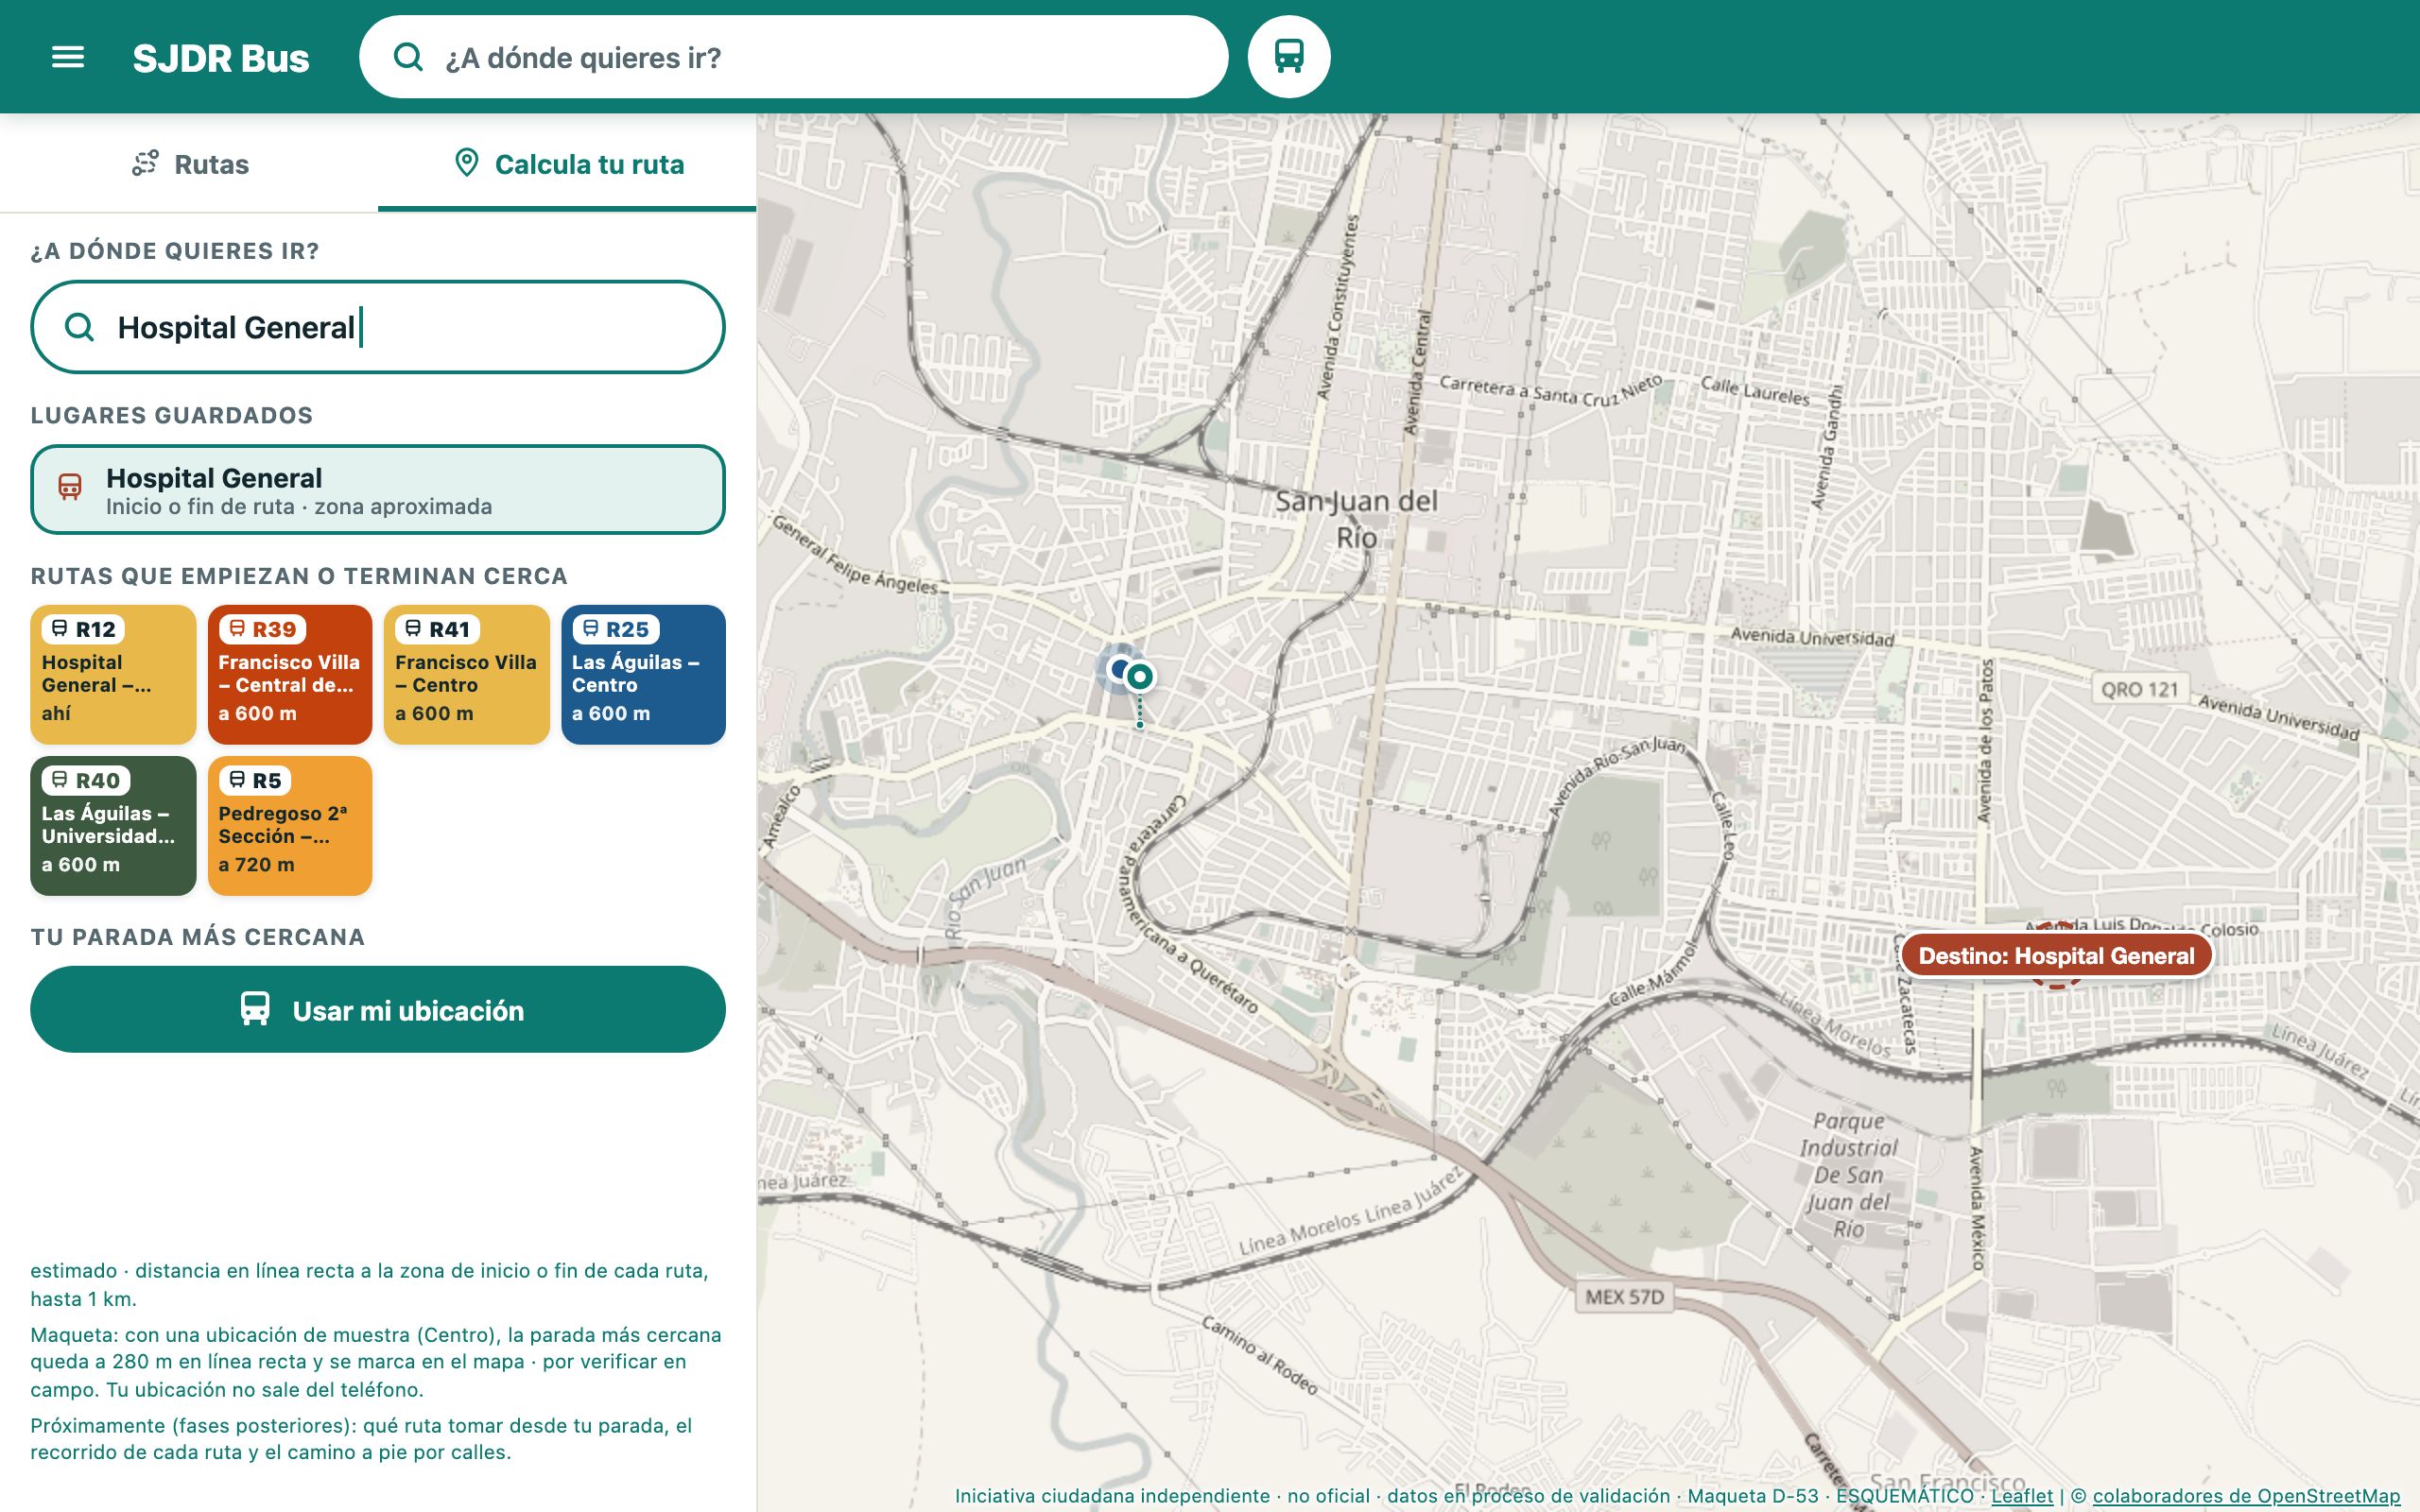 SJDR Bus
¿A dónde quieres ir?
Rutas
Calcula tu ruta
¿A DÓNDE QUIERES IR?
Hospital General
LUGARES GUARDADOS
Hospital General
Inicio o fin de ruta · zona aproximada
RUTAS QUE EMPIEZAN O TERMINAN CERCA
R12
Hospital
General –...
ahí
R39
Francisco Villa
– Central de...
a 600 m
R41
Francisco Villa
– Centro
a 600 m
R25
Las Águilas –
Centro
a 600 m
R40
Las Águilas –
Universidad...
a 600 m
R5
Pedregoso 2ª
Sección –...
a 720 m
TU PARADA MÁS CERCANA
Usar mi ubicación
estimado · distancia en línea recta a la zona de inicio o fin de cada ruta,
hasta 1 km.
Maqueta: con una ubicación de muestra (Centro), la parada más cercana
queda a 280 m en línea recta y se marca en el mapa · por verificar en
campo. Tu ubicación no sale del teléfono.
Próximamente (fases posteriores): qué ruta tomar desde tu parada, el
recorrido de cada ruta y el camino a pie por calles.
Avenida Constituyentes
Avenida Central
Carretera a Santa Cruz Nieto
Calle Laureles
Avenida Gandhi
San Juan del
Río
General Felipe Ángeles
Avenida Universidad
Avenida de los Patos
QRO 121
Avenida Universidad
Avenida Río San Juan
Calle Leo
Amealco
Río San Juan
Carretera Panamericana a Querétaro
Avenida Luis Donaldo Colosio
Destino: Hospital General
Zacatecas
Calle Mármol
Línea Morelos
Línea Juárez
Parque
Industrial
De San
Juan del
Río
Avenida México
nea Juárez
Línea Morelos Línea Juárez
MEX 57D
Camino al Rodeo
El Rodeo
San Francisco
Iniciativa ciudadana independiente · no oficial · datos en proceso de validación · Maqueta D-53 · ESQUEMÁTICO · Leaflet | © colaboradores de OpenStreetMap